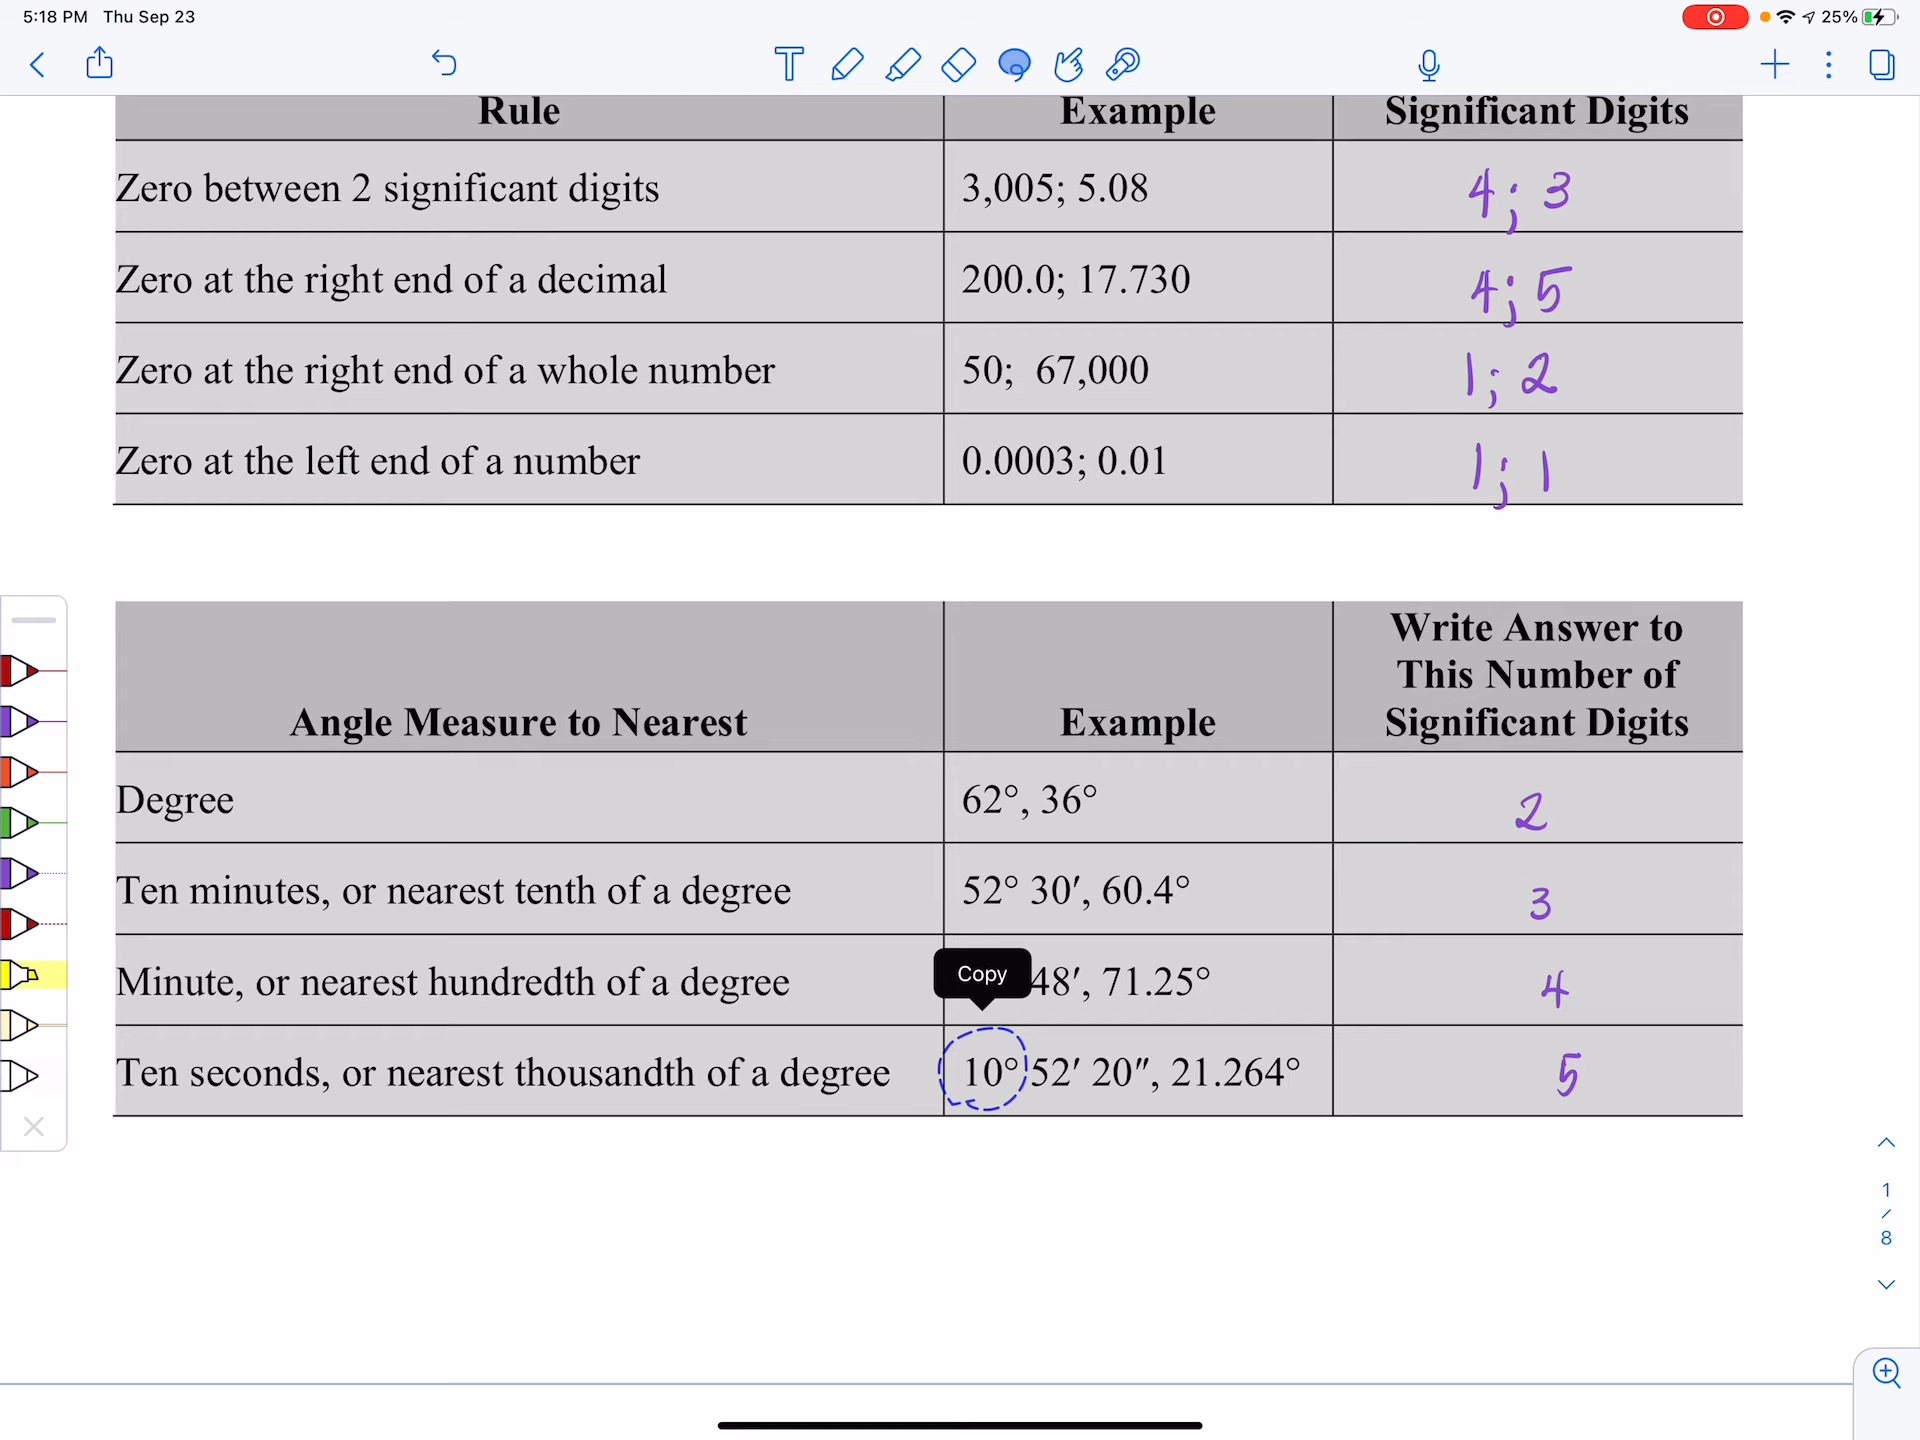 5:18 PM Thu Sep 23 25%
Rule Example Significant Digits
Zero between 2 significant digits 3,005; 5.08 4; 3
Zero at the right end of a decimal 200.0; 17.730 4; 5
Zero at the right end of a whole number 50; 67,000 1; 2
Zero at the left end of a number 0.0003; 0.01 1; 1
Write Answer to
This Number of
Angle Measure to Nearest Example Significant Digits
Degree 62°, 36° 2
Ten minutes, or nearest tenth of a degree 52° 30′, 60.4° 3
Copy
Minute, or nearest hundredth of a degree 48′, 71.25° 4
Ten seconds, or nearest thousandth of a degree 10° 52′ 20″, 21.264° 5
1
/
8